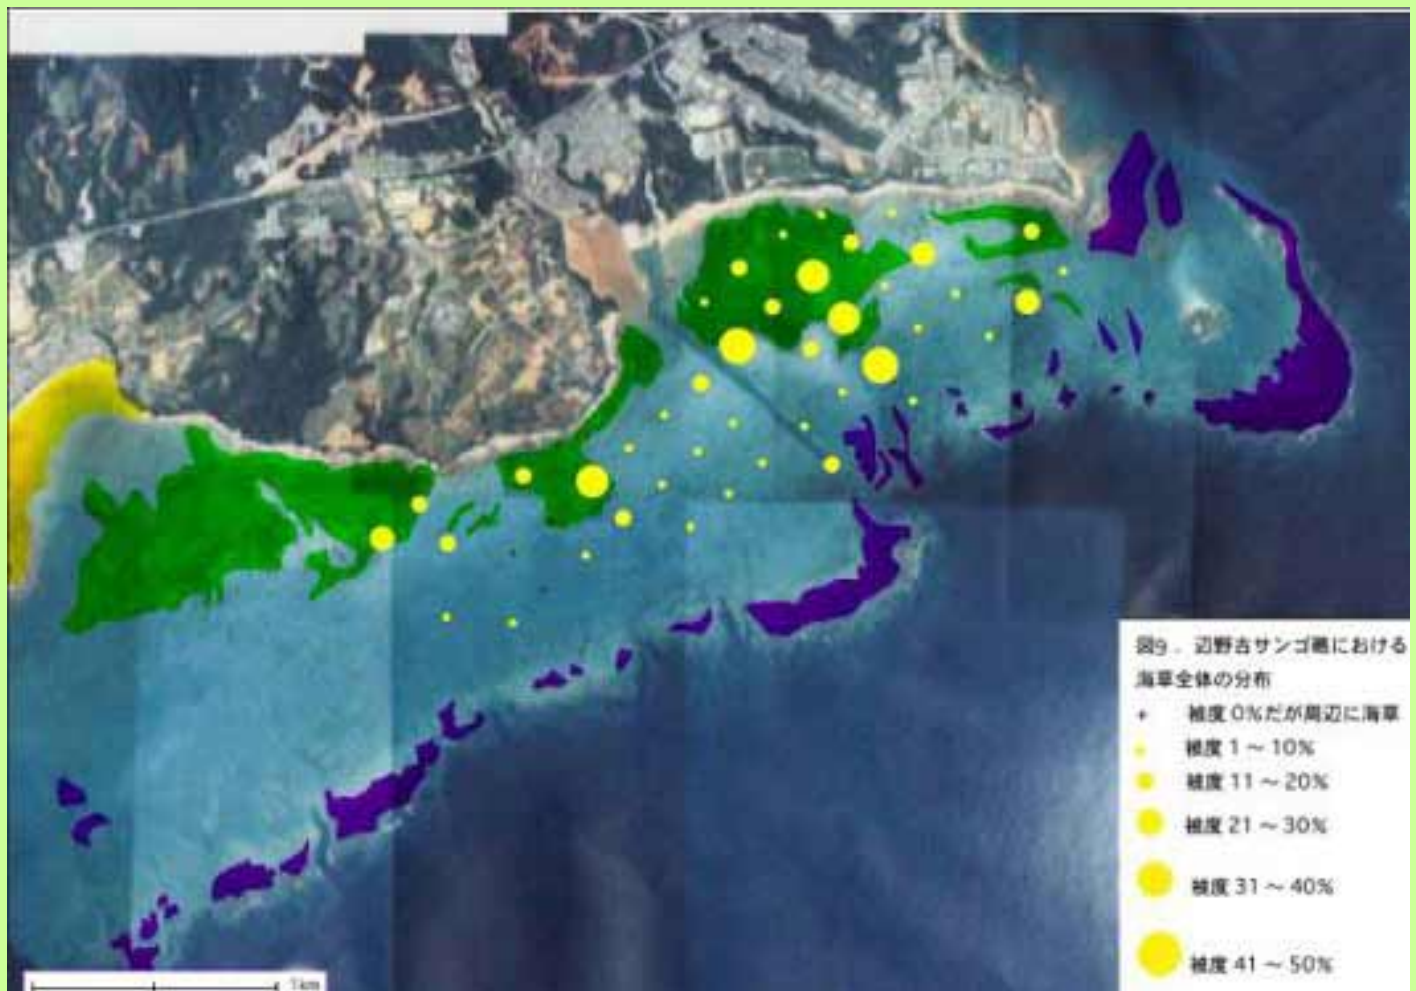 図9．辺野古サンゴ礁における
海草全体の分布
+ 被度 0%だが周辺に海草
被度 1～10%
被度 11～20%
被度 21～30%
被度 31～40%
被度 41～50%
1km